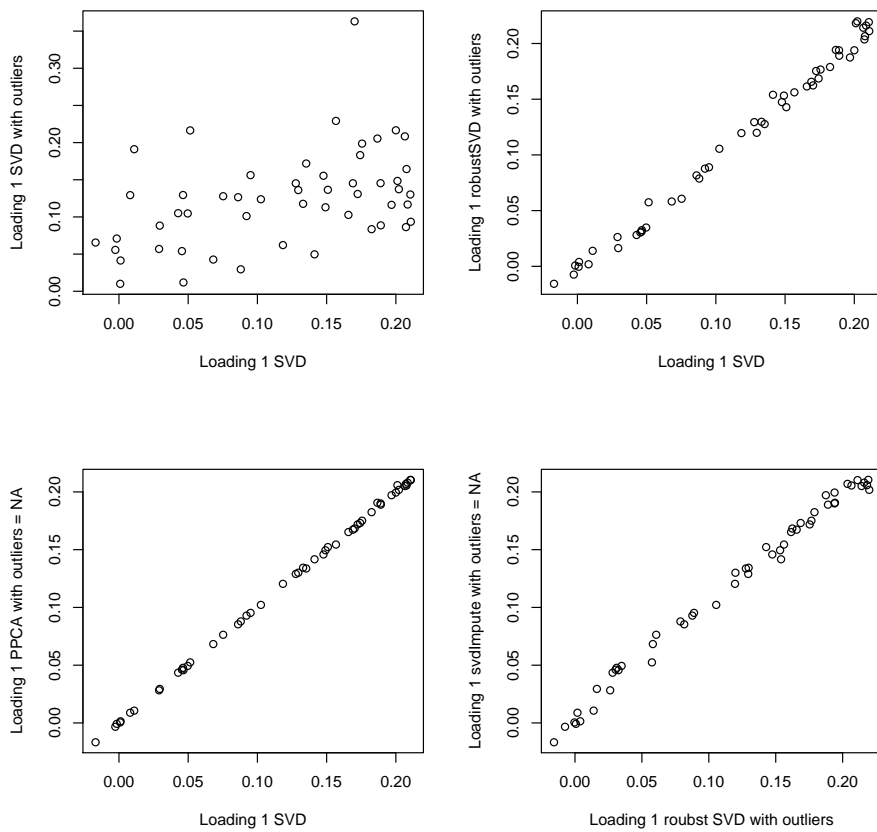 Loading 1 SVD with outliers
0.00 0.10 0.20 0.30
0.00 0.05 0.10 0.15 0.20
Loading 1 SVD
Loading 1 robustSVD with outliers
0.00 0.05 0.10 0.15 0.20
0.00 0.05 0.10 0.15 0.20
Loading 1 SVD
Loading 1 PPCA with outliers = NA
0.00 0.05 0.10 0.15 0.20
0.00 0.05 0.10 0.15 0.20
Loading 1 SVD
Loading 1 svdImpute with outliers = NA
0.00 0.05 0.10 0.15 0.20
0.00 0.05 0.10 0.15 0.20
Loading 1 roubst SVD with outliers